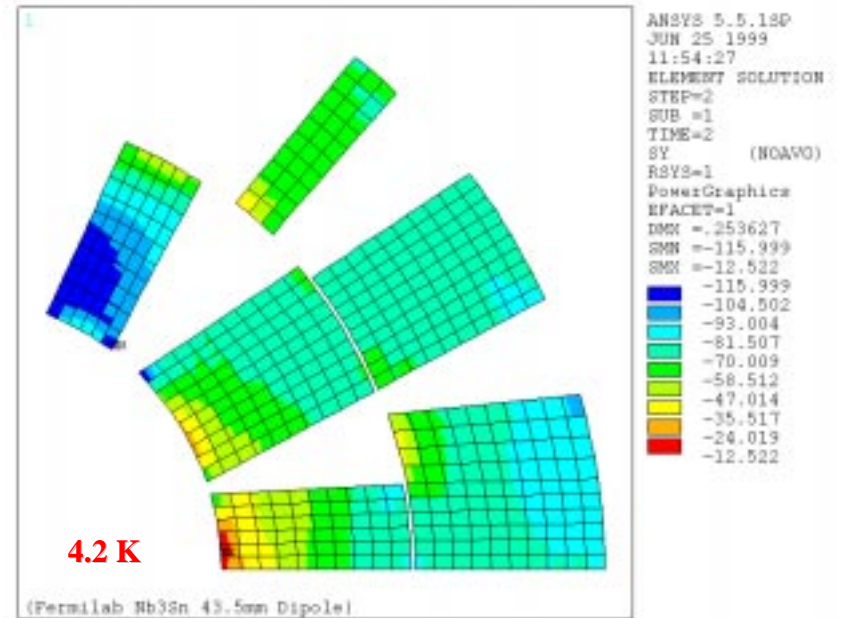 1
ANSYS 5.5.1SP
JUN 25 1999
11:54:27
ELEMENT SOLUTION
STEP=2
SUB =1
TIME=2
SY (NOAVG)
RSYS=1
PowerGraphics
EFACET=1
DMX =.253627
SMN =-115.999
SMX =-12.522
-115.999
-104.502
-93.004
-81.507
-70.009
-58.512
-47.014
-35.517
-24.019
-12.522
4.2 K
(Fermilab Nb3Sn 43.5mm Dipole)